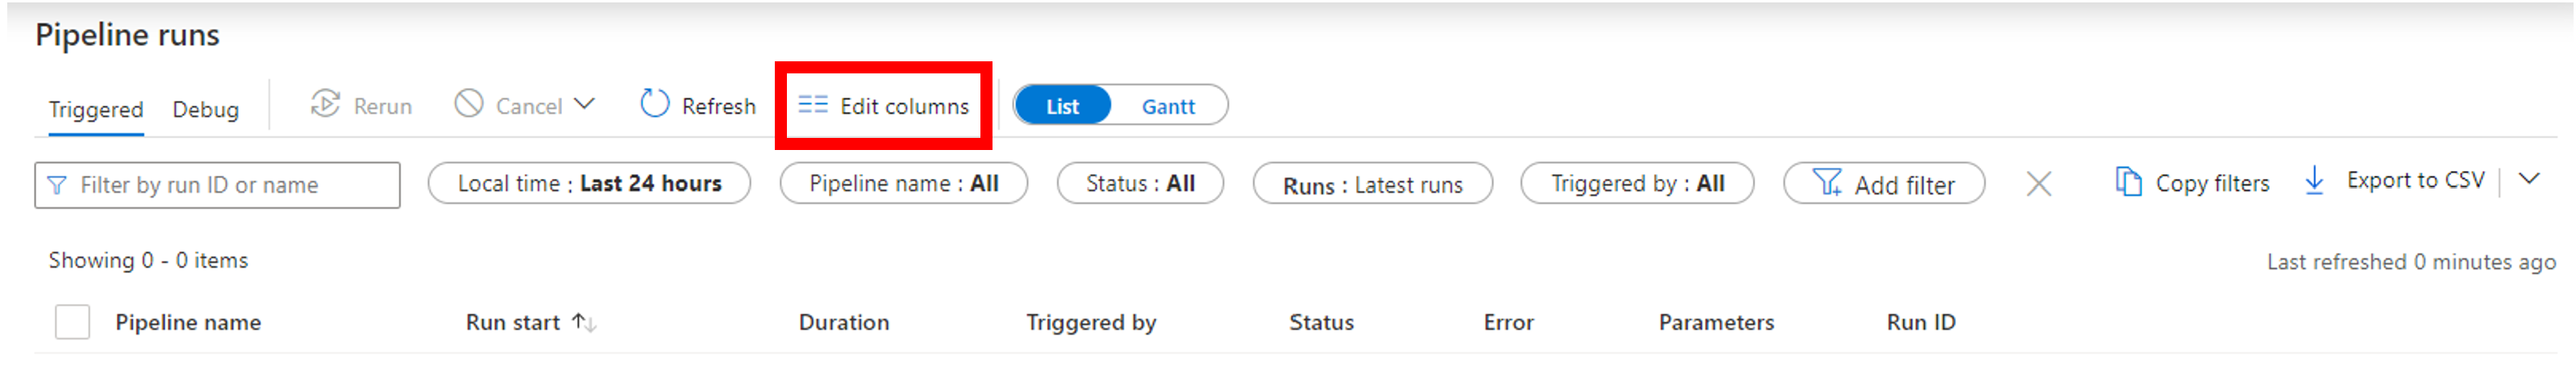 Pipeline runs
Triggered Debug Rerun Cancel Refresh Edit columns List Gantt
Filter by run ID or name Local time : Last 24 hours Pipeline name : All Status : All Runs : Latest runs Triggered by : All Add filter Copy filters Export to CSV
Showing 0 - 0 items Last refreshed 0 minutes ago
Pipeline name Run start Duration Triggered by Status Error Parameters Run ID